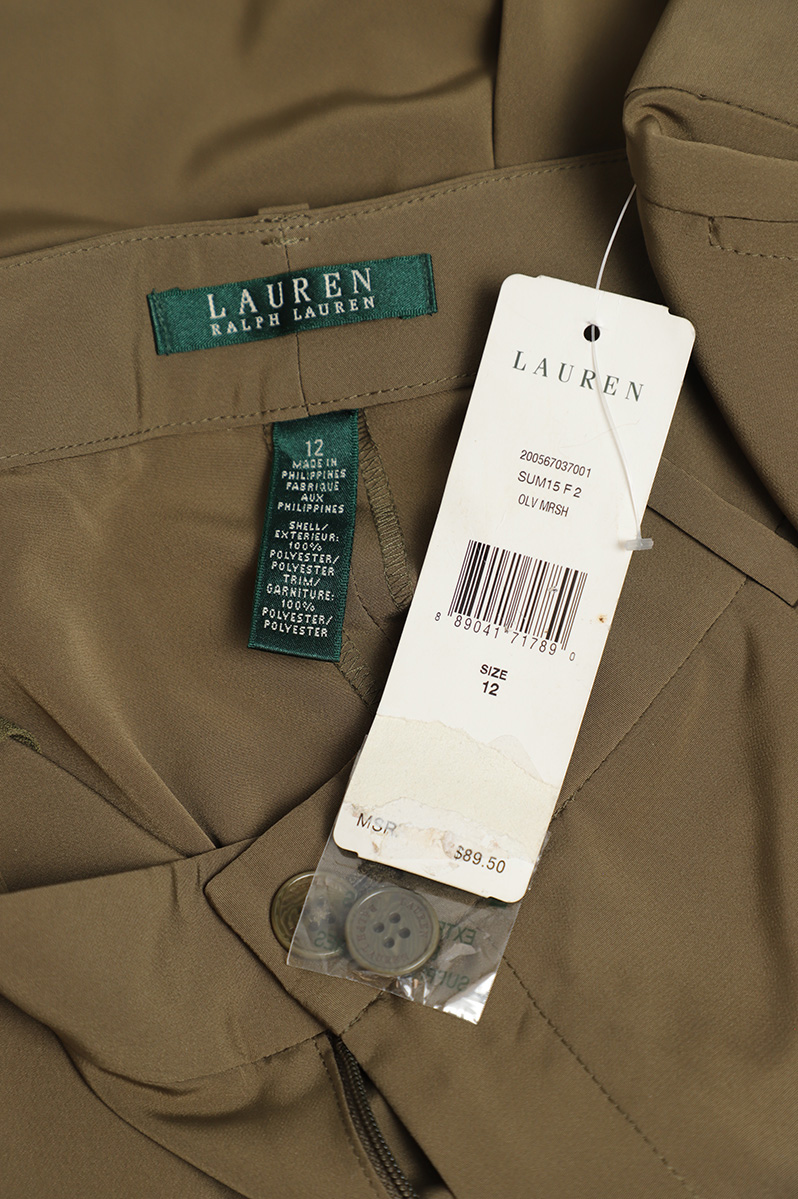 LAUREN
RALPH LAUREN
12
MADE IN
PHILIPPINES
FABRIQUE
AUX
PHILIPPINES
SHELL/
EXTERIEUR:
100%
POLYESTER/
POLYESTER
TRIM/
GARNITURE:
100%
POLYESTER/
POLYESTER
LAUREN
200567037001
SUM15 F 2
OLV MRSH
8 89041 71789 0
SIZE
12
MSR
$89.50